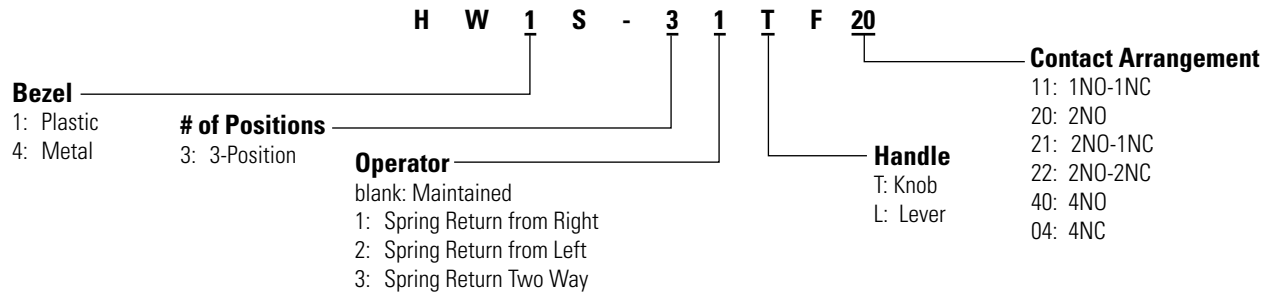 H W 1 S - 3 1 T F 20
Bezel
1: Plastic
4: Metal
# of Positions
3: 3-Position
Operator
blank: Maintained
1: Spring Return from Right
2: Spring Return from Left
3: Spring Return Two Way
Handle
T: Knob
L: Lever
Contact Arrangement
11: 1NO-1NC
20: 2NO
21: 2NO-1NC
22: 2NO-2NC
40: 4NO
04: 4NC